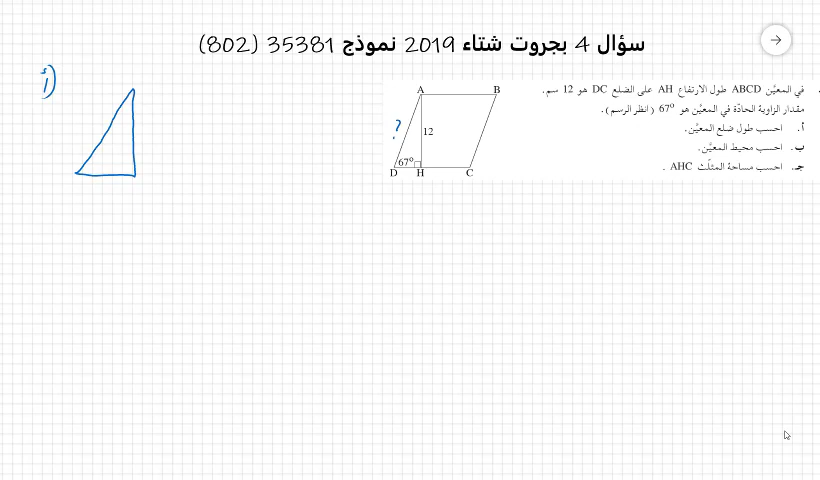 سؤال 4 بجروت شتاء 2019 نموذج 35381 (802)
أ)
في المعيَّن ABCD طول الارتفاع AH على الضلع DC هو 12 سم.
مقدار الزاوية الحادّة في المعيَّن هو 67° (انظر الرسم).
أ. احسب طول ضلع المعيَّن.
ب. احسب محيط المعيَّن.
جـ. احسب مساحة المثلّث AHC .
A B
?
12
67°
D H C